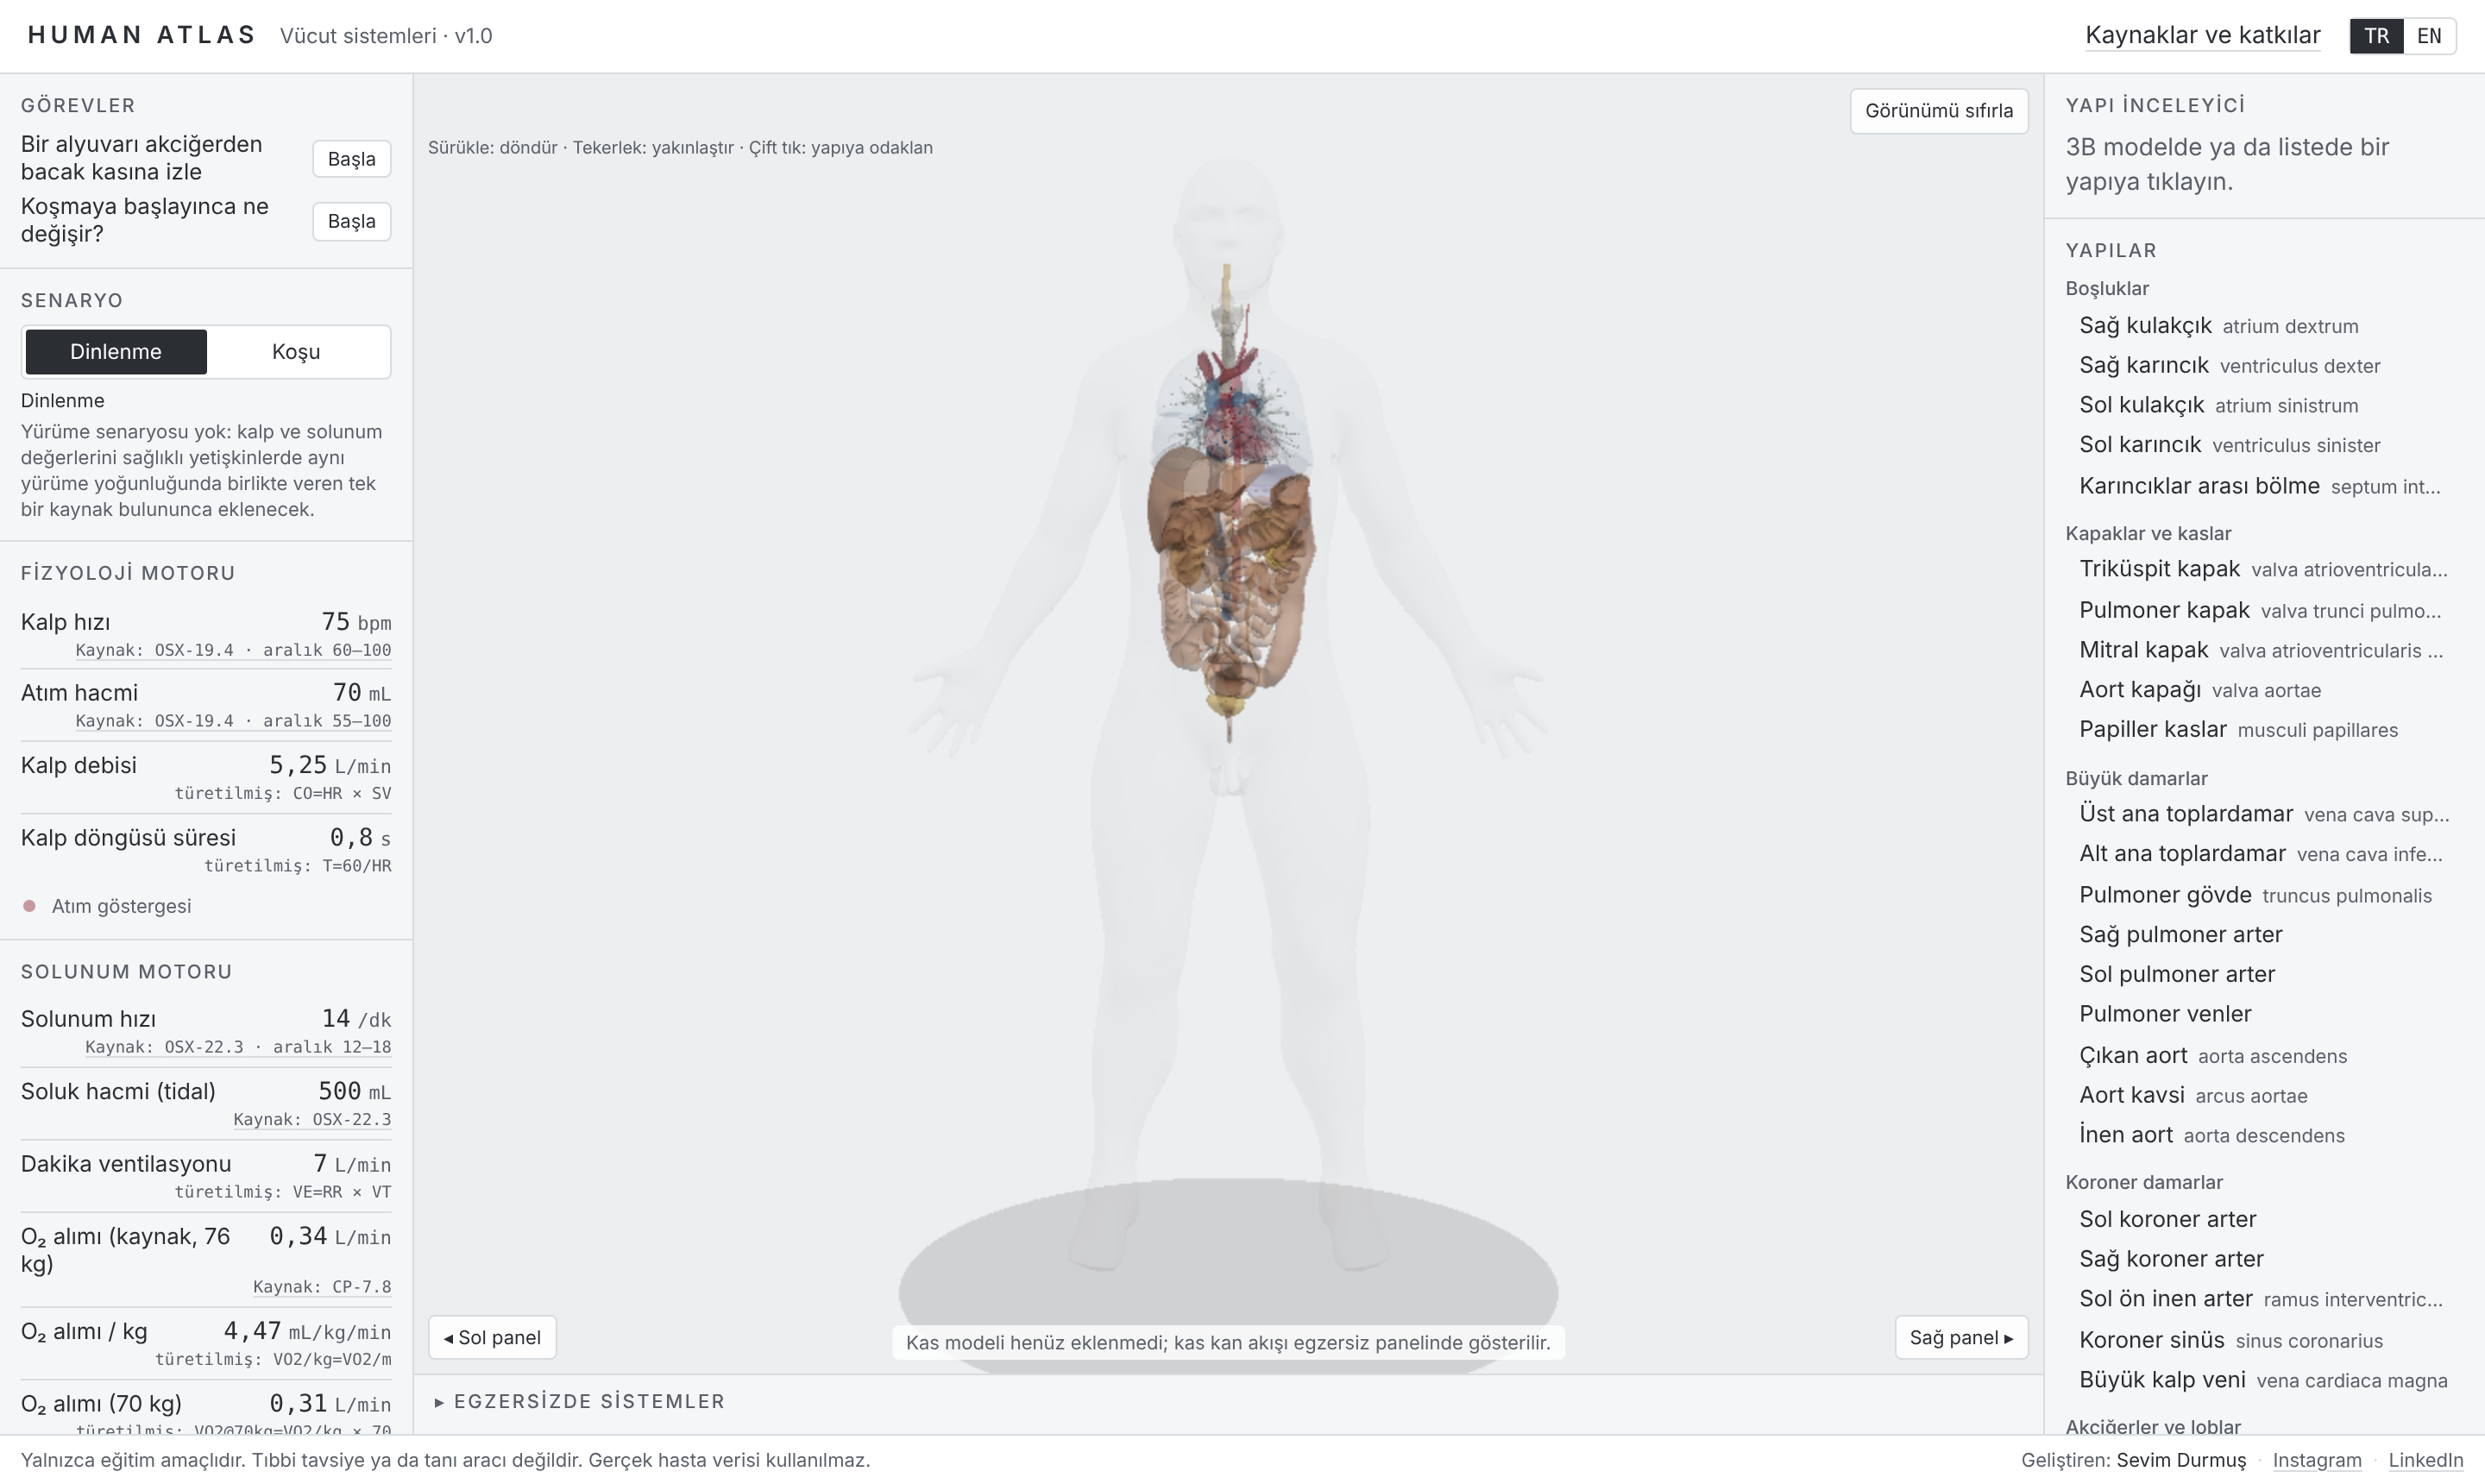 HUMAN ATLAS Vücut sistemleri · v1.0
Kaynaklar ve katkılar TR EN
GÖREVLER
Bir alyuvarı akciğerden
bacak kasına izle
Başla
Koşmaya başlayınca ne
değişir?
Başla
SENARYO
Dinlenme Koşu
Dinlenme
Yürüme senaryosu yok: kalp ve solunum
değerlerini sağlıklı yetişkinlerde aynı
yürüme yoğunluğunda birlikte veren tek
bir kaynak bulununca eklenecek.
FİZYOLOJİ MOTORU
Kalp hızı 75 bpm
Kaynak: OSX-19.4 · aralık 60–100
Atım hacmi 70 mL
Kaynak: OSX-19.4 · aralık 55–100
Kalp debisi 5,25 L/min
türetilmiş: CO=HR × SV
Kalp döngüsü süresi 0,8 s
türetilmiş: T=60/HR
Atım göstergesi
SOLUNUM MOTORU
Solunum hızı 14 /dk
Kaynak: OSX-22.3 · aralık 12–18
Soluk hacmi (tidal) 500 mL
Kaynak: OSX-22.3
Dakika ventilasyonu 7 L/min
türetilmiş: VE=RR × VT
O₂ alımı (kaynak, 76
kg)
0,34 L/min
Kaynak: CP-7.8
O₂ alımı / kg 4,47 mL/kg/min
türetilmiş: VO2/kg=VO2/m
O₂ alımı (70 kg) 0,31 L/min
türetilmiş: VO2@70kg=VO2/kg × 70
Görünümü sıfırla
Sürükle: döndür · Tekerlek: yakınlaştır · Çift tık: yapıya odaklan
◂ Sol panel
Kas modeli henüz eklenmedi; kas kan akışı egzersiz panelinde gösterilir.
Sağ panel ▸
▸ EGZERSİZDE SİSTEMLER
YAPI İNCELEYİCİ
3B modelde ya da listede bir
yapıya tıklayın.
YAPILAR
Boşluklar
Sağ kulakçık atrium dextrum
Sağ karıncık ventriculus dexter
Sol kulakçık atrium sinistrum
Sol karıncık ventriculus sinister
Karıncıklar arası bölme septum int...
Kapaklar ve kaslar
Triküspit kapak valva atrioventricula...
Pulmoner kapak valva trunci pulmo...
Mitral kapak valva atrioventricularis ...
Aort kapağı valva aortae
Papiller kaslar musculi papillares
Büyük damarlar
Üst ana toplardamar vena cava sup...
Alt ana toplardamar vena cava infe...
Pulmoner gövde truncus pulmonalis
Sağ pulmoner arter
Sol pulmoner arter
Pulmoner venler
Çıkan aort aorta ascendens
Aort kavsi arcus aortae
İnen aort aorta descendens
Koroner damarlar
Sol koroner arter
Sağ koroner arter
Sol ön inen arter ramus interventric...
Koroner sinüs sinus coronarius
Büyük kalp veni vena cardiaca magna
Akciğerler ve loblar
Yalnızca eğitim amaçlıdır. Tıbbi tavsiye ya da tanı aracı değildir. Gerçek hasta verisi kullanılmaz.
Geliştiren: Sevim Durmuş · Instagram · LinkedIn